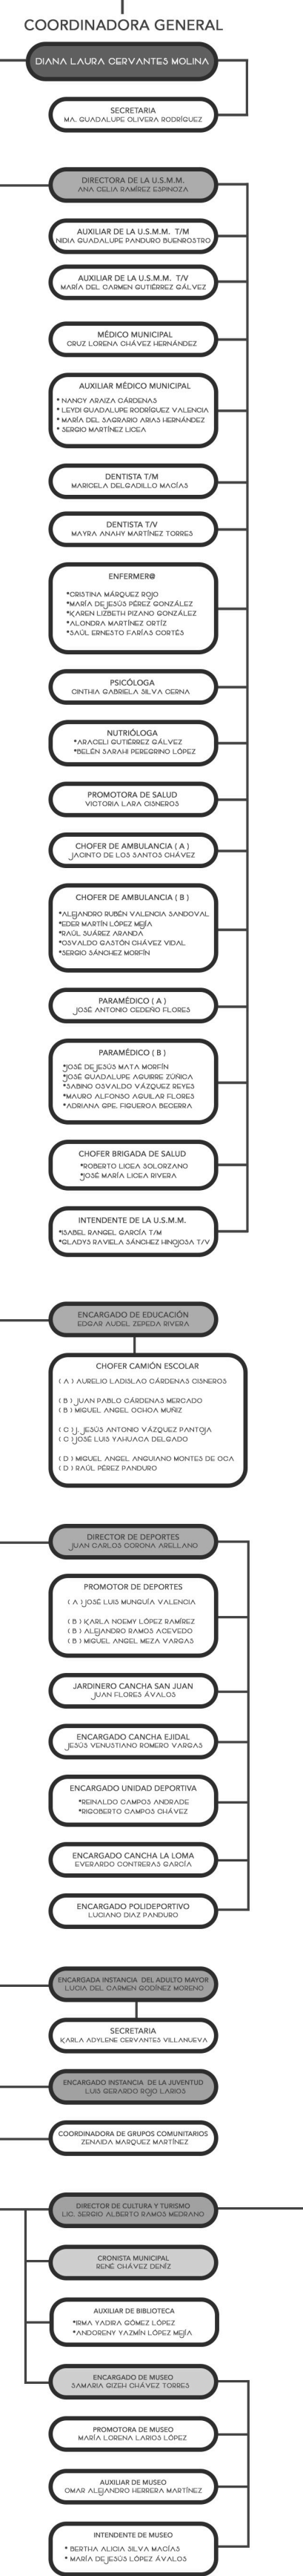 COORDINADORA GENERAL
DIANA LAURA CERVANTES MOLINA
SECRETARIA
MA. GUADALUPE OLIVERA RODRÍGUEZ
DIRECTORA DE LA U.S.M.M.
ANA CELIA RAMÍREZ ESPINOZA
AUXILIAR DE LA U.S.M.M. T/M
NIDIA GUADALUPE PANDURO BUENROSTRO
AUXILIAR DE LA U.S.M.M. T/V
MARÍA DEL CARMEN GUTIÉRREZ GÁLVEZ
MÉDICO MUNICIPAL
CRUZ LORENA CHÁVEZ HERNÁNDEZ
AUXILIAR MÉDICO MUNICIPAL
* NANCY ARAIZA CÁRDENAS
* LEYDI GUADALUPE RODRÍGUEZ VALENCIA
* MARÍA DEL SAGRARIO ARIAS HERNÁNDEZ
* SERGIO MARTÍNEZ LICEA
DENTISTA T/M
MARICELA DELGADILLO MACÍAS
DENTISTA T/V
MAYRA ANAHY MARTÍNEZ TORRES
ENFERMER@
*CRISTINA MÁRQUEZ ROJO
*MARÍA DE JESÚS PÉREZ GONZÁLEZ
*KAREN LIZBETH PIZANO GONZÁLEZ
*ALONDRA MARTÍNEZ ORTÍZ
*SAÚL ERNESTO FARÍAS CORTÉS
PSICÓLOGA
CINTHIA GABRIELA SILVA CERNA
NUTRIÓLOGA
*ARACELI GUTIÉRREZ GÁLVEZ
*BELÉN SARAHI PEREGRINO LÓPEZ
PROMOTORA DE SALUD
VICTORIA LARA CISNEROS
CHOFER DE AMBULANCIA ( A )
JACINTO DE LOS SANTOS CHÁVEZ
CHOFER DE AMBULANCIA ( B )
*ALEJANDRO RUBÉN VALENCIA SANDOVAL
*EDER MARTÍN LÓPEZ MEJÍA
*RAÚL SUÁREZ ARANDA
*OSVALDO GASTÓN CHÁVEZ VIDAL
*SERGIO SÁNCHEZ MORFÍN
PARAMÉDICO ( A )
JOSÉ ANTONIO CEDEÑO FLORES
PARAMÉDICO ( B )
*JOSÉ DE JESÚS MATA MORFÍN
*JOSÉ GUADALUPE AGUIRRE ZÚÑIGA
*SABINO OSVALDO VÁZQUEZ REYES
*MAURO ALFONSO AGUILAR FLORES
*ADRIANA GPE. FIGUEROA BECERRA
CHOFER BRIGADA DE SALUD
*ROBERTO LICEA SOLORZANO
*JOSÉ MARÍA LICEA RIVERA
INTENDENTE DE LA U.S.M.M.
*ISABEL RANGEL GARCÍA T/M
*GLADYS RAVIELA SÁNCHEZ HINOJOSA T/V
ENCARGADO DE EDUCACIÓN
EDGAR AUDEL ZEPEDA RIVERA
CHOFER CAMIÓN ESCOLAR
( A ) AURELIO LADISLAO CÁRDENAS CISNEROS
( B ) JUAN PABLO CÁRDENAS MERCADO
( B ) MIGUEL ANGEL OCHOA MUÑIZ
( C ) J. JESÚS ANTONIO VÁZQUEZ PANTOJA
( C ) JOSÉ LUIS YAHUACA DELGADO
( D ) MIGUEL ANGEL ANGUIANO MONTES DE OCA
( D ) RAÚL PÉREZ PANDURO
DIRECTOR DE DEPORTES
JUAN CARLOS CORONA ARELLANO
PROMOTOR DE DEPORTES
( A ) JOSÉ LUIS MUNGUÍA VALENCIA
( B ) KARLA NOEMY LÓPEZ RAMÍREZ
( B ) ALEJANDRO RAMOS ACEVEDO
( B ) MIGUEL ANGEL MEZA VARGAS
JARDINERO CANCHA SAN JUAN
JUAN FLORES ÁVALOS
ENCARGADO CANCHA EJIDAL
JESÚS VENUSTIANO ROMERO VARGAS
ENCARGADO UNIDAD DEPORTIVA
*REINALDO CAMPOS ANDRADE
*RIGOBERTO CAMPOS CHÁVEZ
ENCARGADO CANCHA LA LOMA
EVERARDO CONTRERAS GARCÍA
ENCARGADO POLIDEPORTIVO
LUCIANO DIAZ PANDURO
ENCARGADA INSTANCIA DEL ADULTO MAYOR
LUCIA DEL CARMEN GODÍNEZ MORENO
SECRETARIA
KARLA ADYLENE CERVANTES VILLANUEVA
ENCARGADO INSTANCIA DE LA JUVENTUD
LUIS GERARDO ROJO LARIOS
COORDINADORA DE GRUPOS COMUNITARIOS
ZENAIDA MARQUEZ MARTÍNEZ
DIRECTOR DE CULTURA Y TURISMO
LIC. SERGIO ALBERTO RAMOS MEDRANO
CRONISTA MUNICIPAL
RENÉ CHÁVEZ DENÍZ
AUXILIAR DE BIBLIOTECA
*IRMA YADIRA GÓMEZ LÓPEZ
*ANDORENY YAZMÍN LÓPEZ MEJÍA
ENCARGADO DE MUSEO
SAMARIA GIZEH CHÁVEZ TORRES
PROMOTORA DE MUSEO
MARÍA LORENA LARIOS LÓPEZ
AUXILIAR DE MUSEO
OMAR ALEJANDRO HERRERA MARTÍNEZ
INTENDENTE DE MUSEO
* BERTHA ALICIA SILVA MACÍAS
* MARÍA DE JESÚS LÓPEZ ÁVALOS